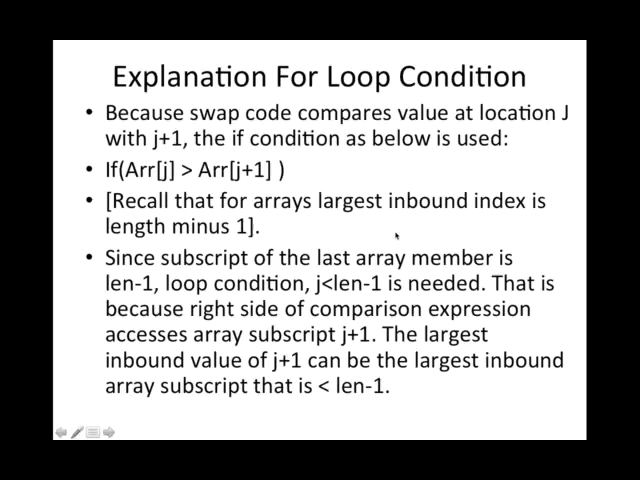 Explanation For Loop Condition
• Because swap code compares value at location J
with j+1, the if condition as below is used:
• If(Arr[j] > Arr[j+1] )
• [Recall that for arrays largest inbound index is
length minus 1].
• Since subscript of the last array member is
len-1, loop condition, j<len-1 is needed. That is
because right side of comparison expression
accesses array subscript j+1. The largest
inbound value of j+1 can be the largest inbound
array subscript that is < len-1.